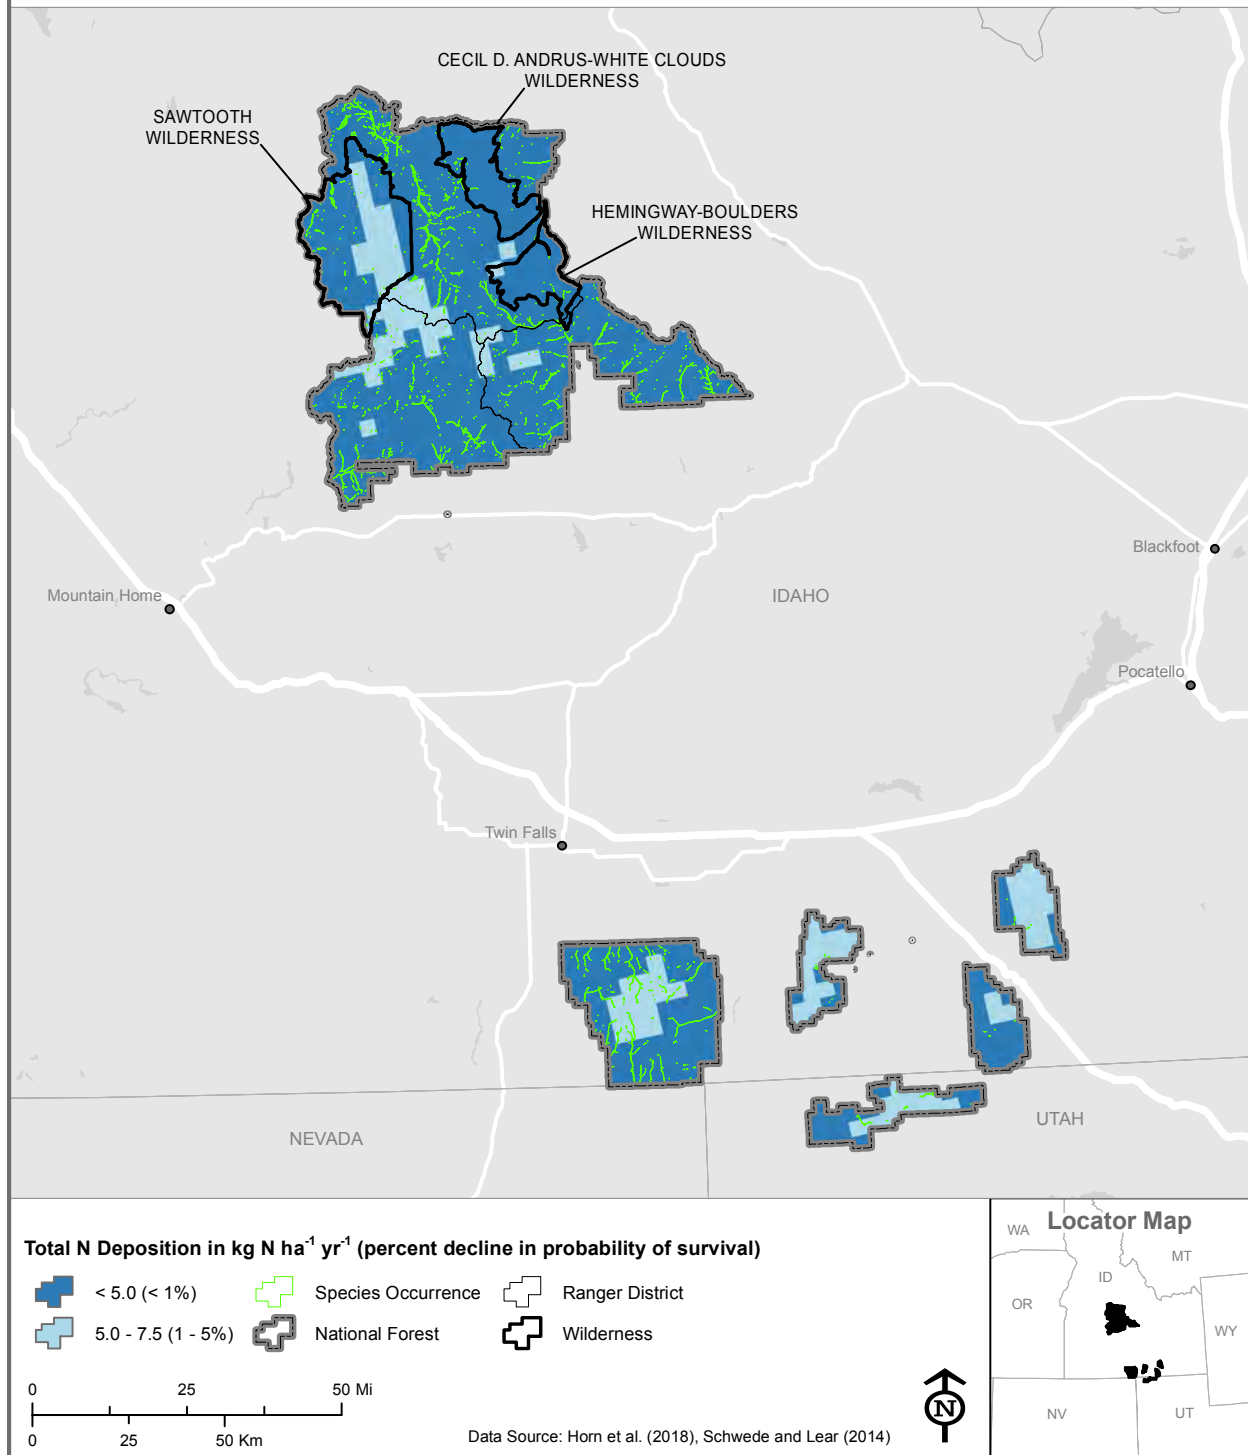 CECIL D. ANDRUS-WHITE CLOUDS
WILDERNESS
SAWTOOTH
WILDERNESS
HEMINGWAY-BOULDERS
WILDERNESS
Blackfoot
Mountain Home
IDAHO
Pocatello
Twin Falls
NEVADA
UTAH
Total N Deposition in kg N ha⁻¹ yr⁻¹ (percent decline in probability of survival)
< 5.0 (< 1%)
Species Occurrence
Ranger District
5.0 - 7.5 (1 - 5%)
National Forest
Wilderness
0 25 50 Mi
0 25 50 Km
N
Data Source: Horn et al. (2018), Schwede and Lear (2014)
Locator Map
WA
MT
ID
OR
WY
NV
UT